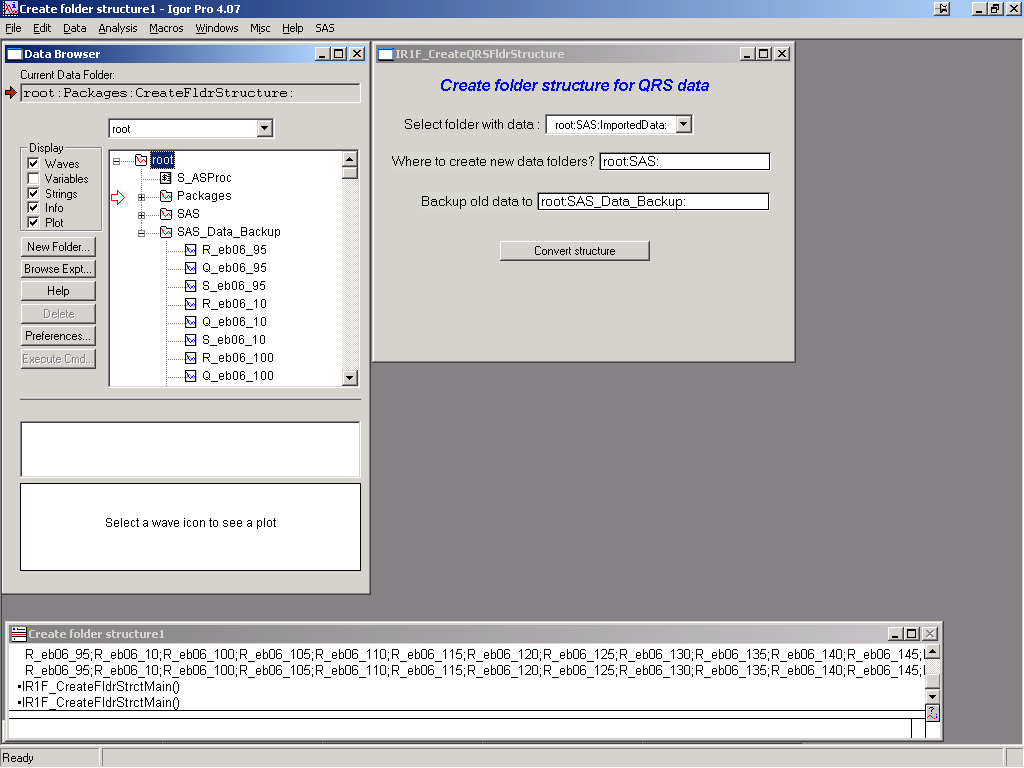 Create folder structure1 - Igor Pro 4.07
File Edit Data Analysis Macros Windows Misc Help SAS
Data Browser
Current Data Folder:
root:Packages:CreateFldrStructure:
root
Display
Waves
Variables
Strings
Info
Plot
New Folder...
Browse Expt...
Help
Delete
Preferences...
Execute Cmd...
root
S_ASProc
Packages
SAS
SAS_Data_Backup
R_eb06_95
Q_eb06_95
S_eb06_95
R_eb06_10
Q_eb06_10
S_eb06_10
R_eb06_100
Q_eb06_100
Select a wave icon to see a plot
IR1F_CreateQRSFldrStructure
Create folder structure for QRS data
Select folder with data : root:SAS:ImportedData:
Where to create new data folders? root:SAS:
Backup old data to root:SAS_Data_Backup:
Convert structure
Create folder structure1
R_eb06_95;R_eb06_10;R_eb06_100;R_eb06_105;R_eb06_110;R_eb06_115;R_eb06_120;R_eb06_125;R_eb06_130;R_eb06_135;R_eb06_140;R_eb06_145;
R_eb06_95;R_eb06_10;R_eb06_100;R_eb06_105;R_eb06_110;R_eb06_115;R_eb06_120;R_eb06_125;R_eb06_130;R_eb06_135;R_eb06_140;R_eb06_145;
•IR1F_CreateFldrStrctMain()
•IR1F_CreateFldrStrctMain()
Ready